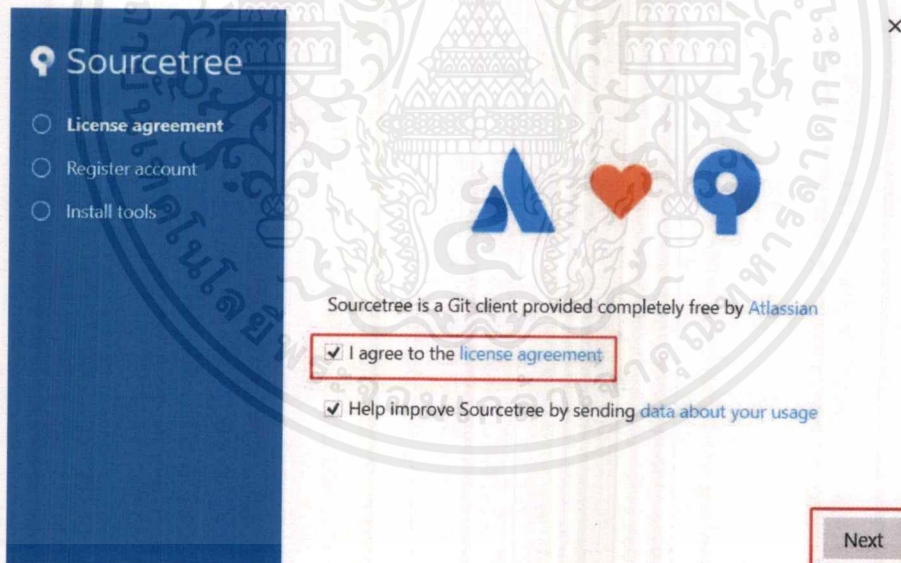 Sourcetree
License agreement
Register account
Install tools
Sourcetree is a Git client provided completely free by Atlassian
I agree to the license agreement
Help improve Sourcetree by sending data about your usage
Next